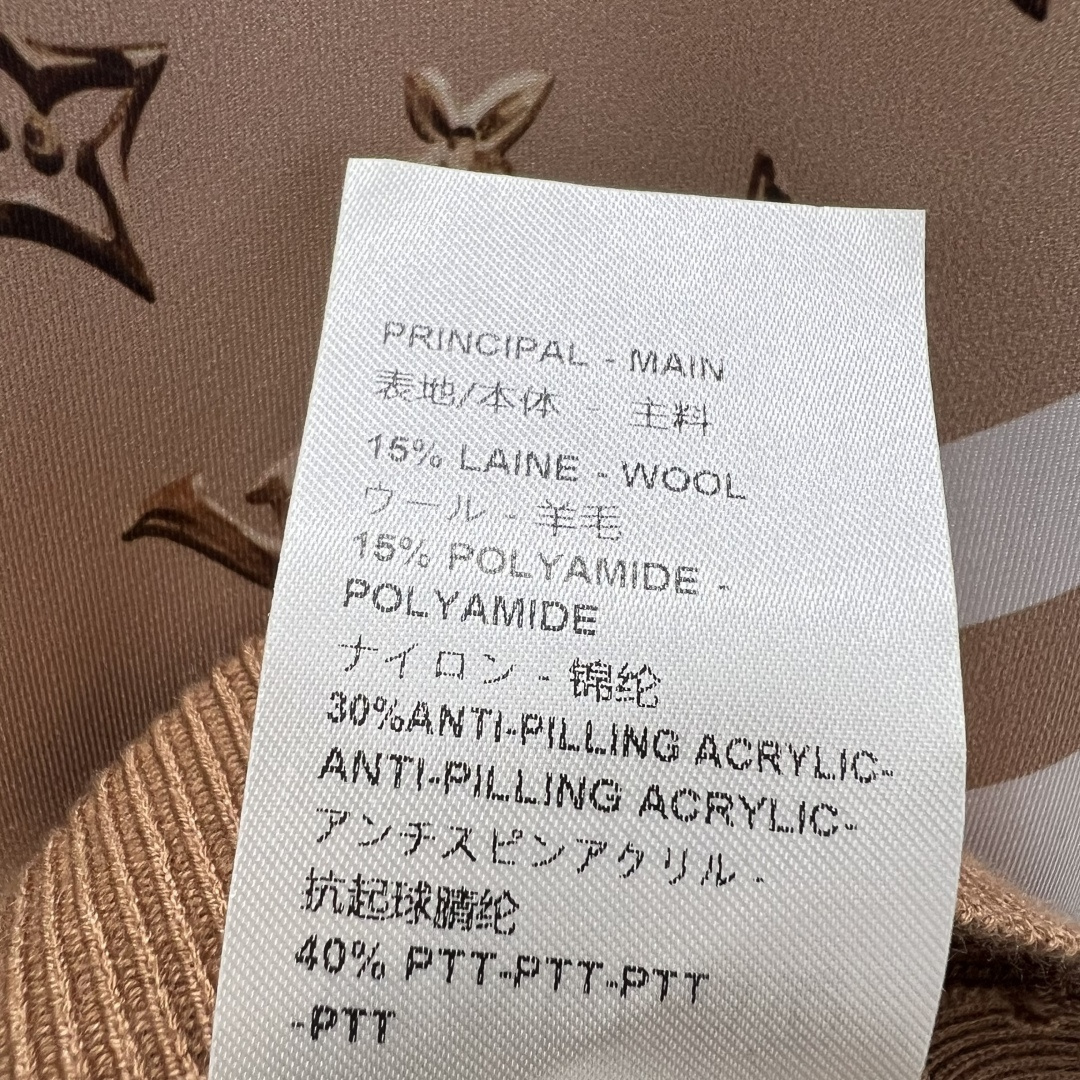 PRINCIPAL - MAIN
表地/本体 - 主料
15% LAINE - WOOL
ウール - 羊毛
15% POLYAMIDE -
POLYAMIDE
ナイロン - 锦纶
30%ANTI-PILLING ACRYLIC-
ANTI-PILLING ACRYLIC-
アンチスピンアクリル -
抗起球腈纶
40% PTT-PTT-PTT
-PTT